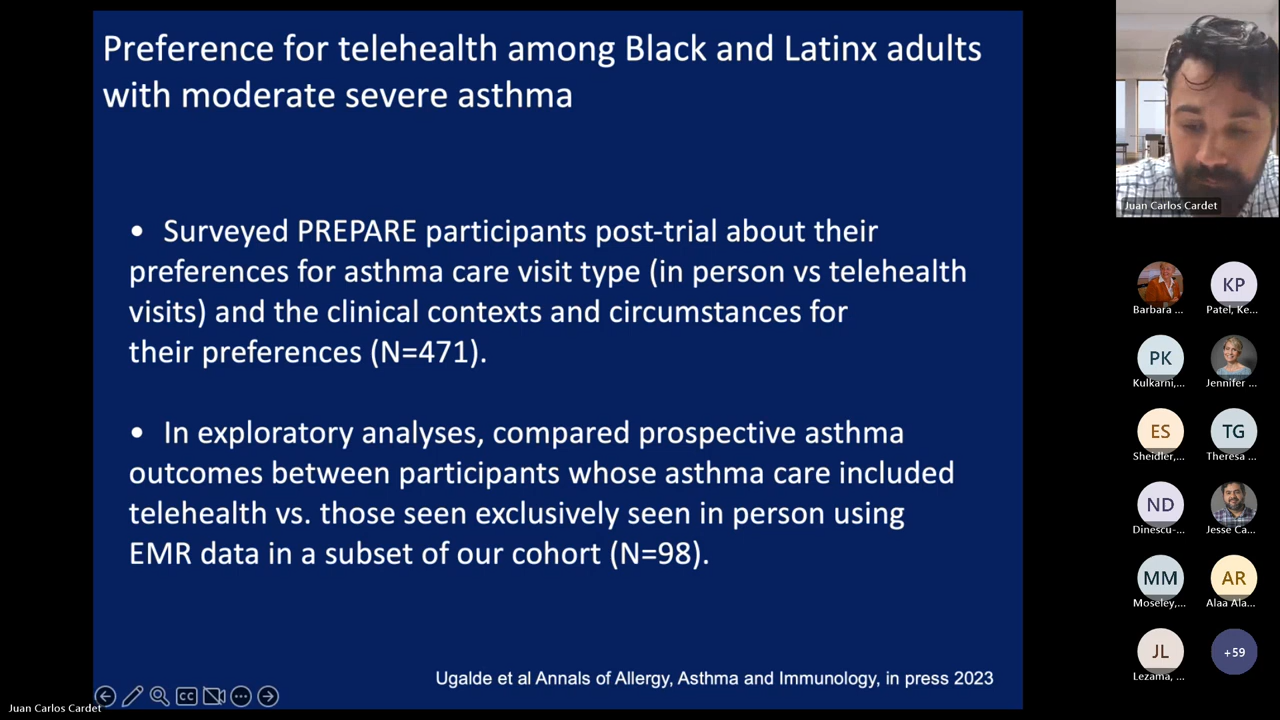 Preference for telehealth among Black and Latinx adults
with moderate severe asthma
• Surveyed PREPARE participants post-trial about their
preferences for asthma care visit type (in person vs telehealth
visits) and the clinical contexts and circumstances for
their preferences (N=471).
• In exploratory analyses, compared prospective asthma
outcomes between participants whose asthma care included
telehealth vs. those seen exclusively seen in person using
EMR data in a subset of our cohort (N=98).
Ugalde et al Annals of Allergy, Asthma and Immunology, in press 2023
CC
Juan Carlos Cardet
Juan Carlos Cardet
Barbara ...
KP
Patel, Ke...
PK
Kulkarni,...
Jennifer ...
ES
Sheidler,...
TG
Theresa ...
ND
Dinescu-...
Jesse Ca...
MM
Moseley,...
AR
Alaa Ala...
JL
Lezama, ...
+59